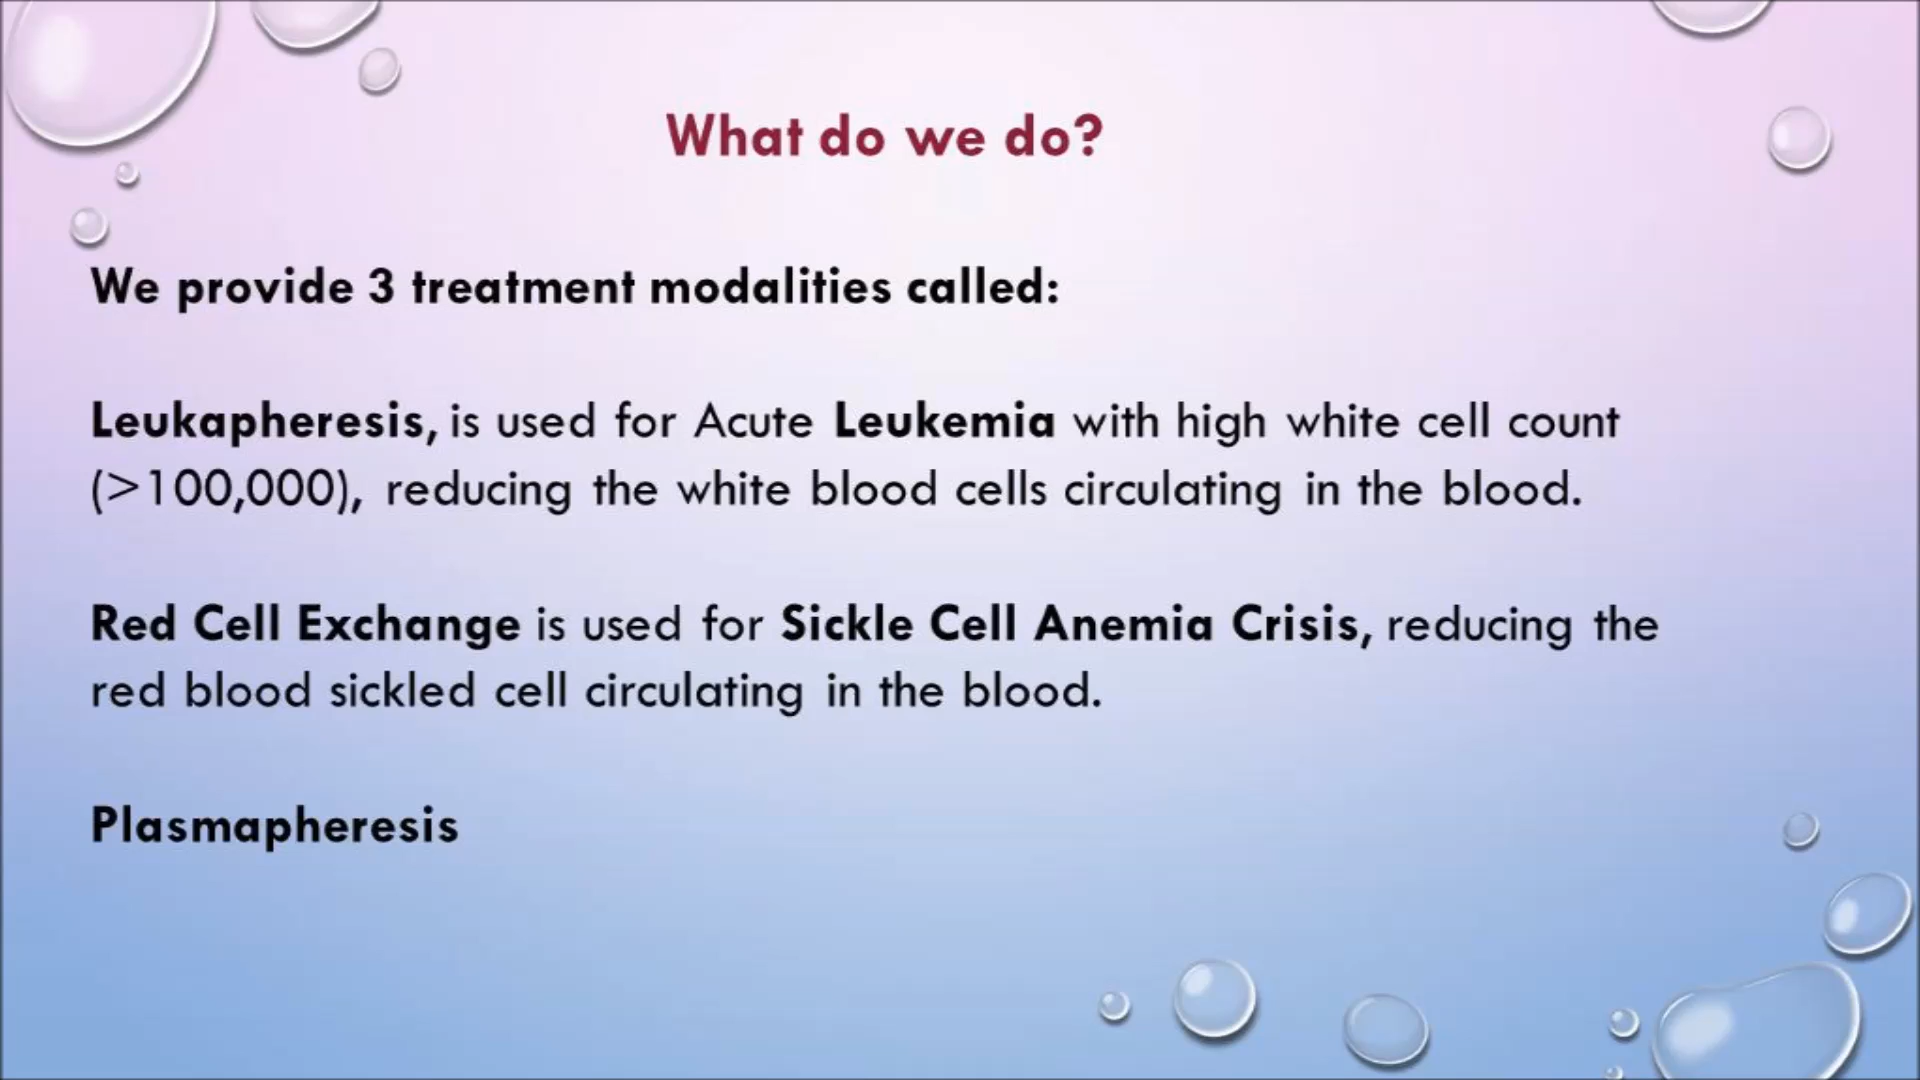 What do we do?
We provide 3 treatment modalities called:
Leukapheresis, is used for Acute Leukemia with high white cell count
(>100,000), reducing the white blood cells circulating in the blood.
Red Cell Exchange is used for Sickle Cell Anemia Crisis, reducing the
red blood sickled cell circulating in the blood.
Plasmapheresis